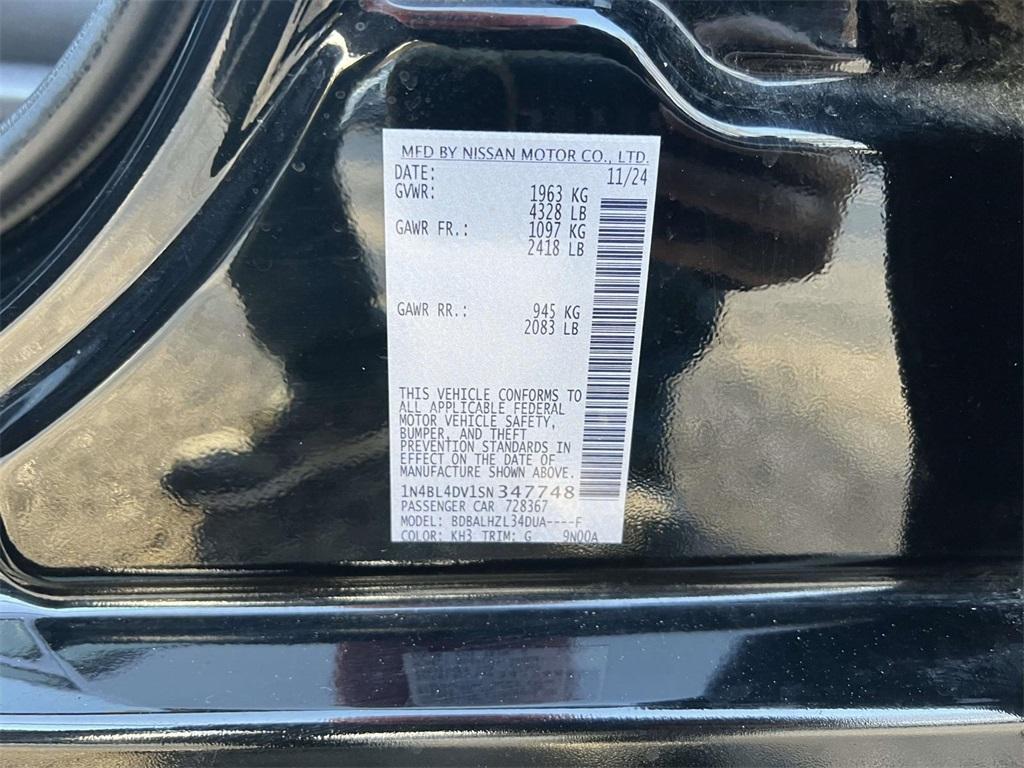 MFD BY NISSAN MOTOR CO., LTD.
DATE: 11/24
GVWR: 1963 KG
4328 LB
GAWR FR.: 1097 KG
2418 LB
GAWR RR.: 945 KG
2083 LB
THIS VEHICLE CONFORMS TO
ALL APPLICABLE FEDERAL
MOTOR VEHICLE SAFETY,
BUMPER, AND THEFT
PREVENTION STANDARDS IN
EFFECT ON THE DATE OF
MANUFACTURE SHOWN ABOVE.
1N4BL4DV1SN 347748
PASSENGER CAR 728367
MODEL: BDBALHZL34DUA----F
COLOR: KH3 TRIM: G 9N00A